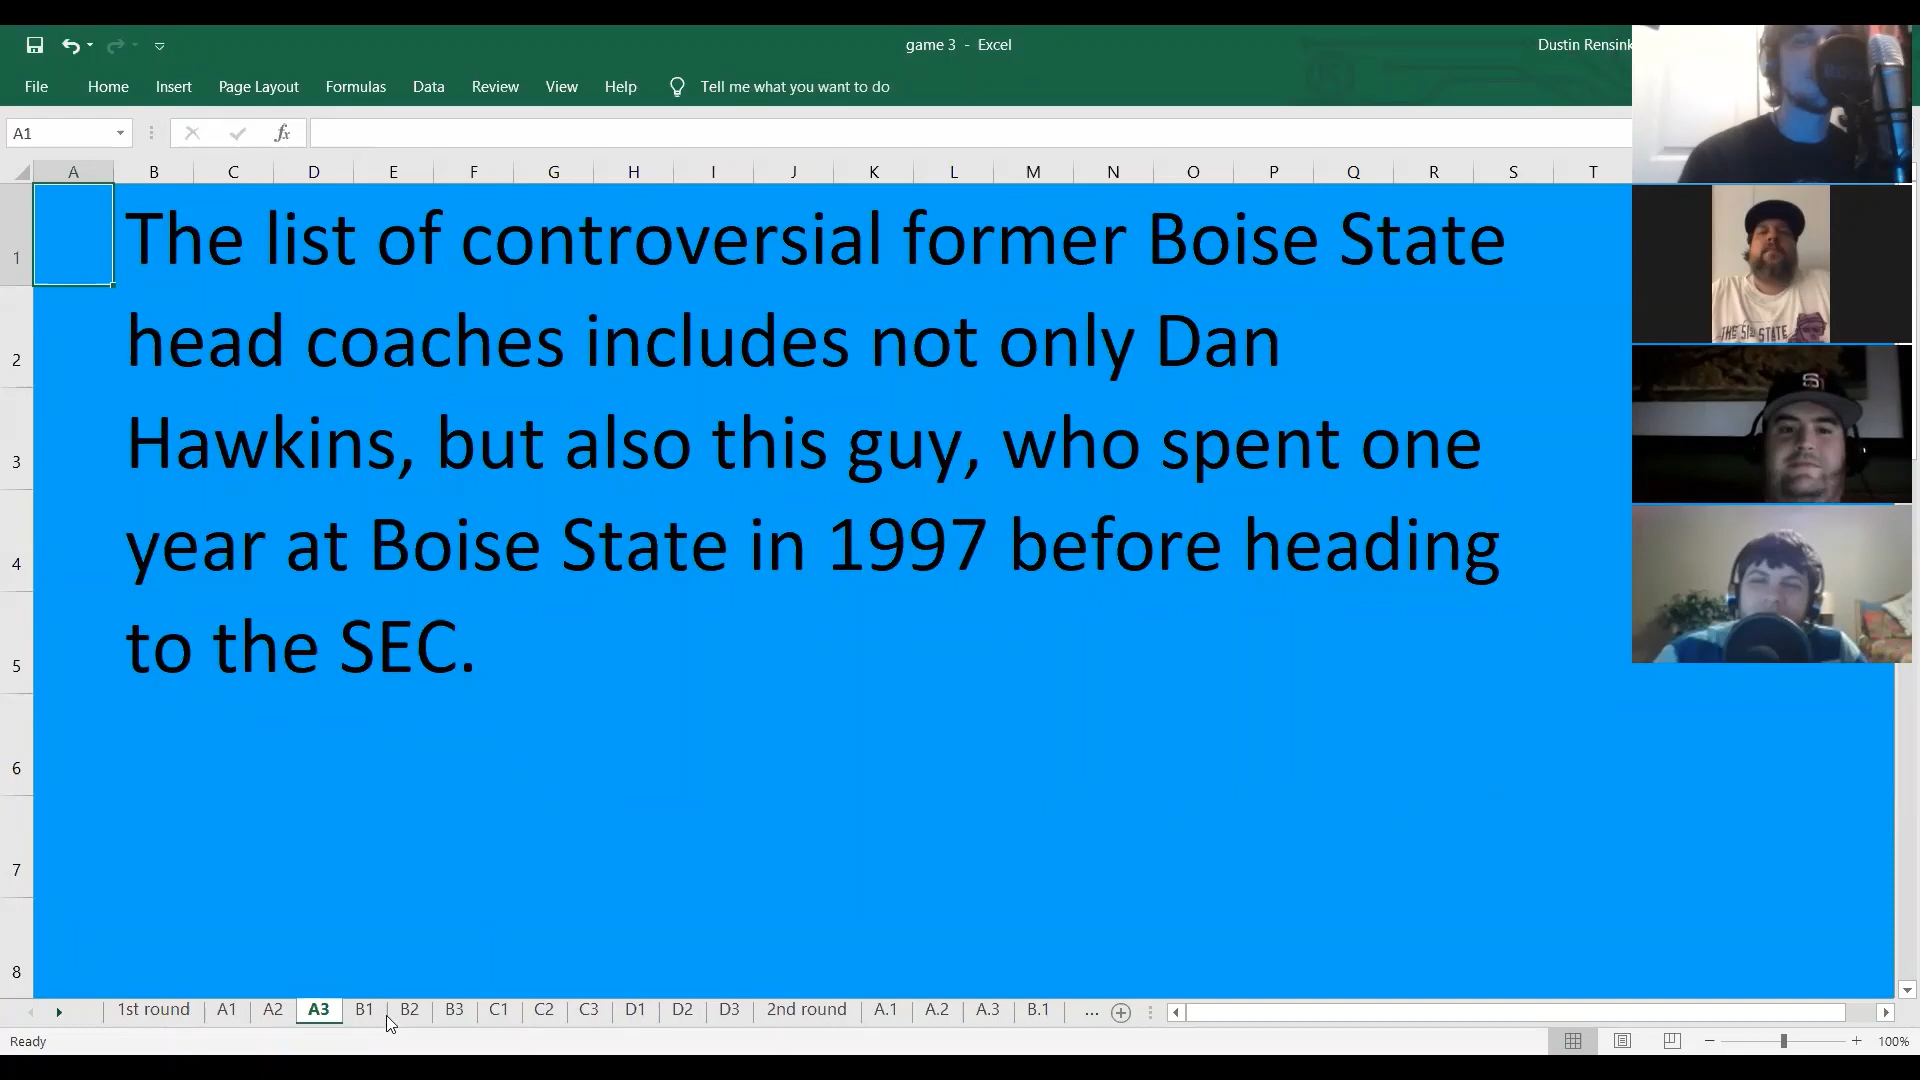 game 3 - Excel
Dustin Rensink
File Home Insert Page Layout Formulas Data Review View Help Tell me what you want to do
A1 fx
A B C D E F G H I J K L M N O P Q R S T
1 The list of controversial former Boise State
2 head coaches includes not only Dan
3 Hawkins, but also this guy, who spent one
4 year at Boise State in 1997 before heading
5 to the SEC.
6
7
8
THE 51st STATE
S
1st round A1 A2 A3 B1 B2 B3 C1 C2 C3 D1 D2 D3 2nd round A.1 A.2 A.3 B.1 ...
Ready 100%